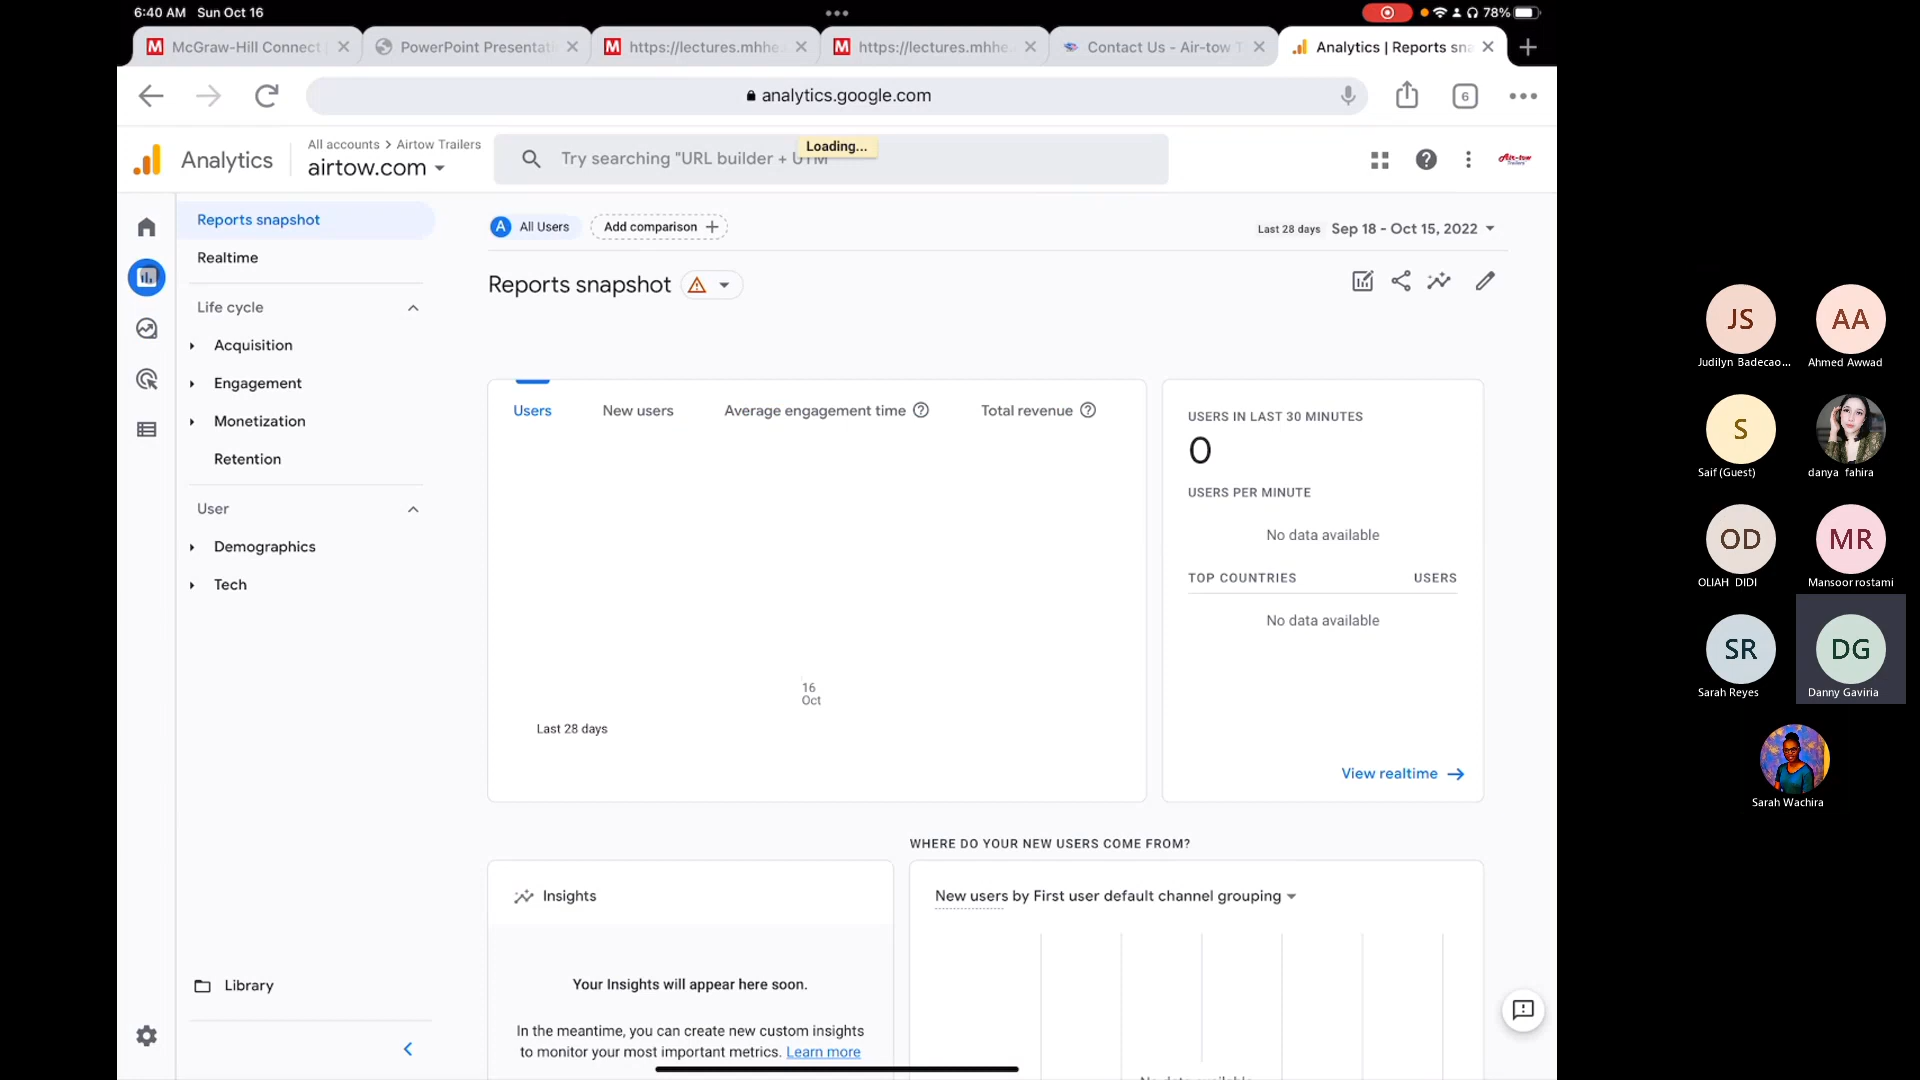 6:40 AM Sun Oct 16
78%
McGraw-Hill Connect
PowerPoint Presentati
https://lectures.mhhe.
https://lectures.mhhe.
Contact Us - Air-tow T
Analytics | Reports sna
analytics.google.com
6
Analytics
All accounts > Airtow Trailers
airtow.com
Try searching "URL builder + UTM
Loading...
Air-tow
Trailers
Reports snapshot
Realtime
Life cycle
Acquisition
Engagement
Monetization
Retention
User
Demographics
Tech
Library
A All Users
Add comparison +
Last 28 days Sep 18 - Oct 15, 2022
Reports snapshot
Users
New users
Average engagement time
Total revenue
16
Oct
Last 28 days
USERS IN LAST 30 MINUTES
0
USERS PER MINUTE
No data available
TOP COUNTRIES USERS
No data available
View realtime
WHERE DO YOUR NEW USERS COME FROM?
Insights
Your Insights will appear here soon.
In the meantime, you can create new custom insights
to monitor your most important metrics. Learn more
New users by First user default channel grouping
No data available
JS
Judilyn Badecao...
AA
Ahmed Awwad
S
Saif (Guest)
danya fahira
OD
OLIAH DIDI
MR
Mansoor rostami
SR
Sarah Reyes
DG
Danny Gaviria
Sarah Wachira